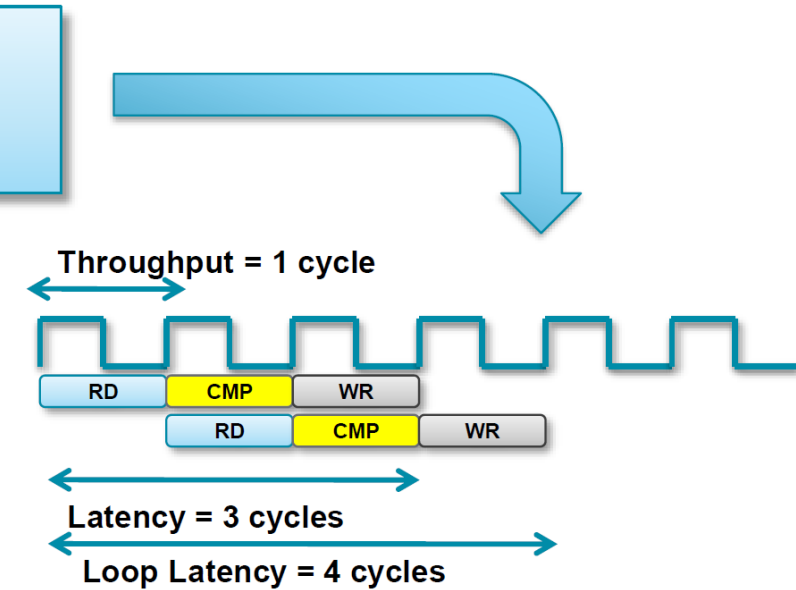 Throughput = 1 cycle
RD CMP WR
RD CMP WR
Latency = 3 cycles
Loop Latency = 4 cycles